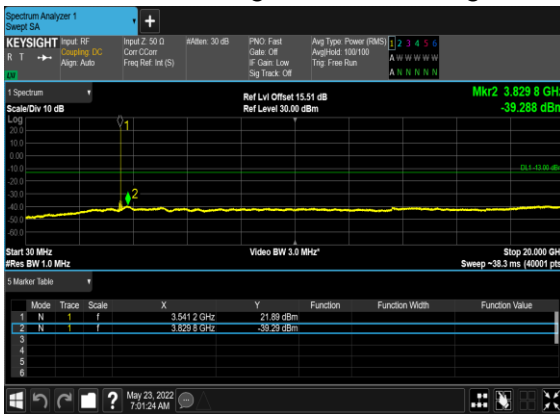 Spectrum Analyzer 1
Swept SA
+
KEYSIGHT
R T
LV
Input: RF
Coupling: DC
Align: Auto
Input Z: 50 Ω
Corr CCorr
Freq Ref: Int (S)
#Atten: 30 dB
PNO: Fast
Gate: Off
IF Gain: Low
Sig Track: Off
Avg Type: Power (RMS)
Avg|Hold: 100/100
Trig: Free Run
1 2 3 4 5 6
A W W W W W
A N N N N N
1 Spectrum
Scale/Div 10 dB
Ref Lvl Offset 15.51 dB
Ref Level 30.00 dBm
Mkr2 3.829 8 GHz
-39.288 dBm
Log
20.0
10.0
0.00
-10.0
-20.0
-30.0
-40.0
-50.0
-60.0
1
2
DL1 -13.00 dBm
Start 30 MHz
#Res BW 1.0 MHz
Video BW 3.0 MHz*
Stop 20.000 GHz
Sweep ~38.3 ms (40001 pts)
5 Marker Table
Mode Trace Scale X Y Function Function Width Function Value
1 N 1 f 3.541 2 GHz 21.89 dBm
2 N 1 f 3.829 8 GHz -39.29 dBm
3
4
5
6
?
May 23, 2022
7:01:24 AM